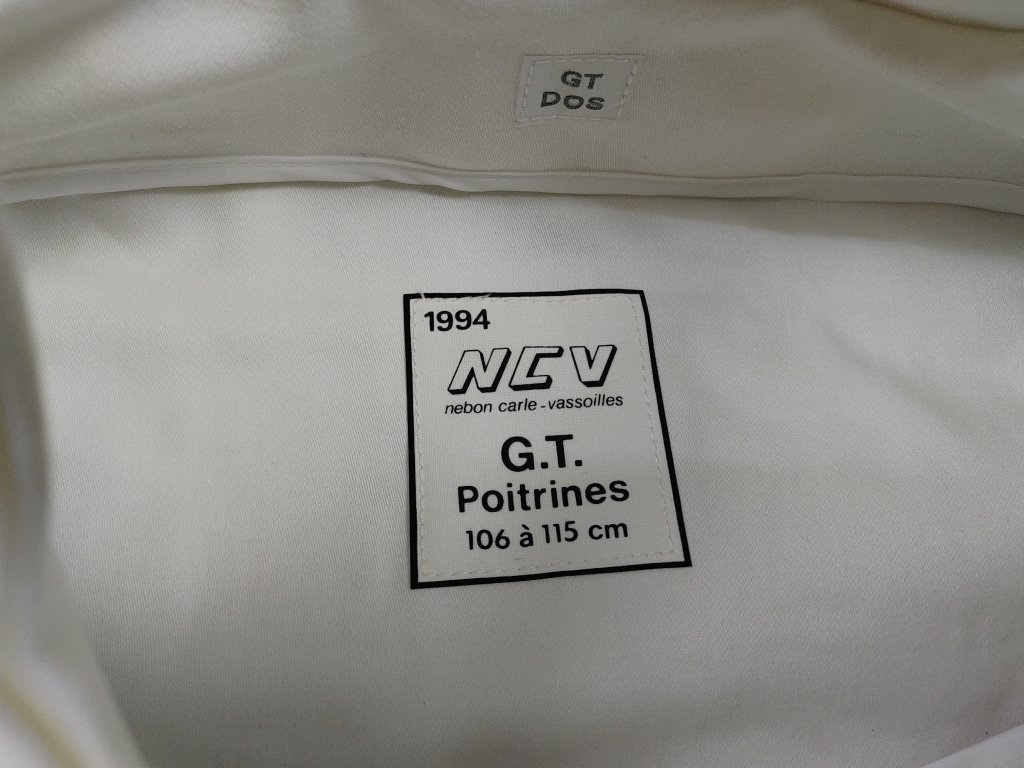 GT
DOS
1994
NCV
nebon carle-vassoilles
G.T.
Poitrines
106 à 115 cm